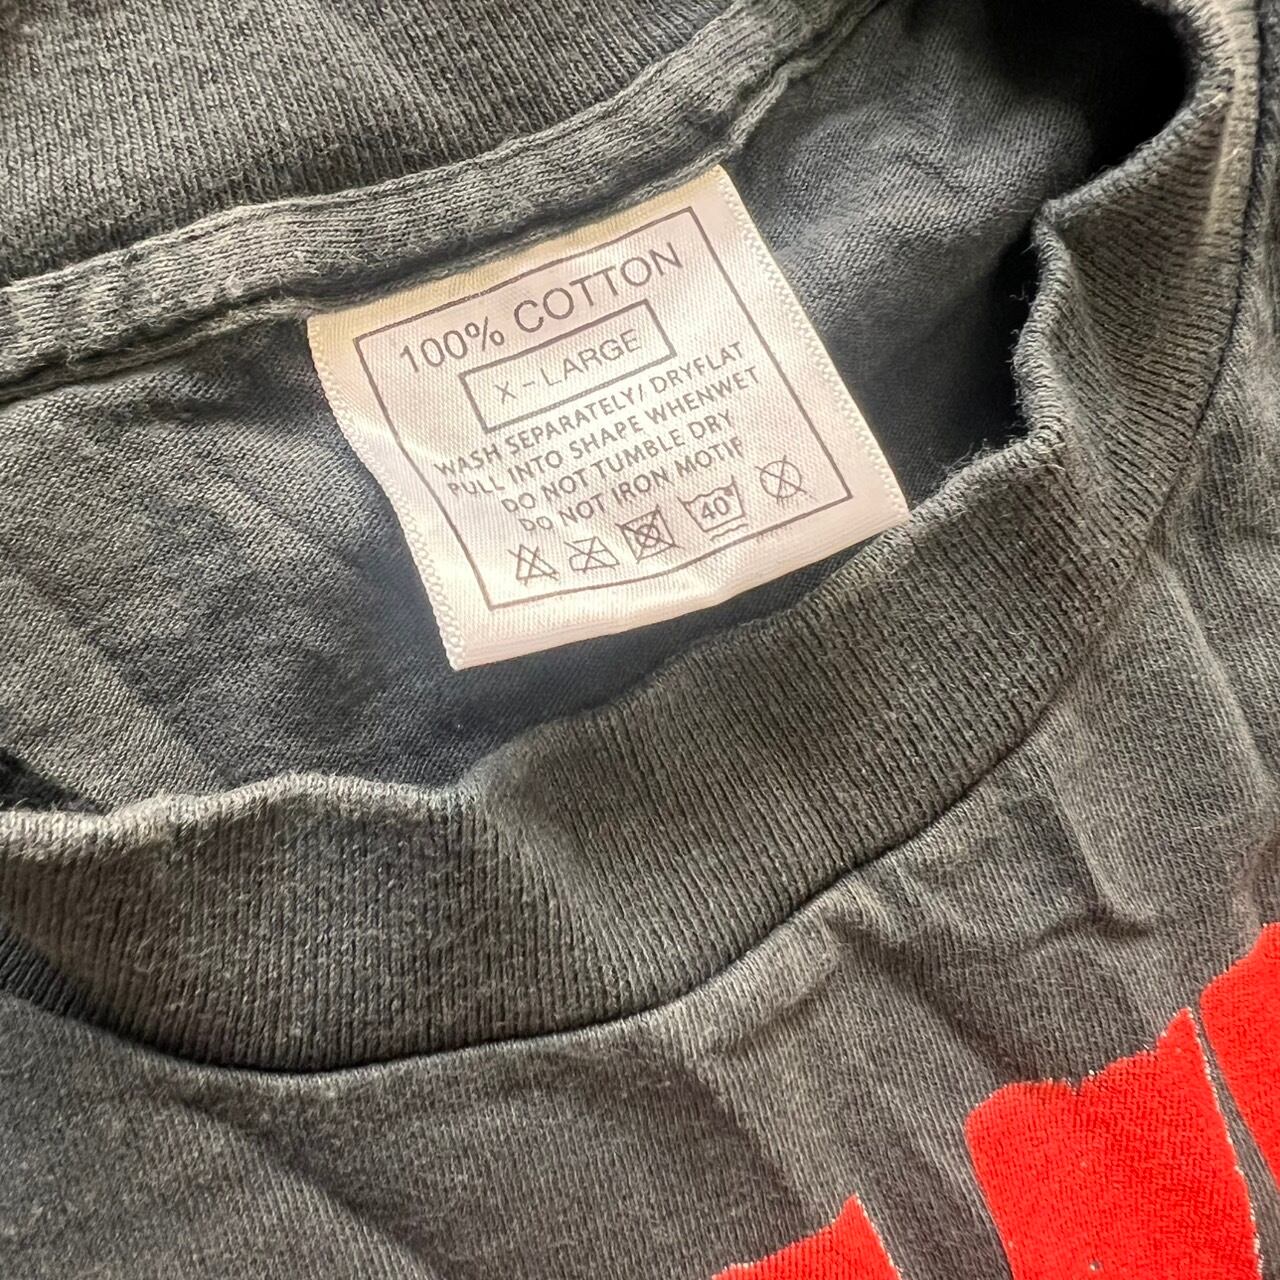 100% COTTON
X-LARGE
WASH SEPARATELY/ DRYFLAT
PULL INTO SHAPE WHENWET
DO NOT TUMBLE DRY
DO NOT IRON MOTIF
40°